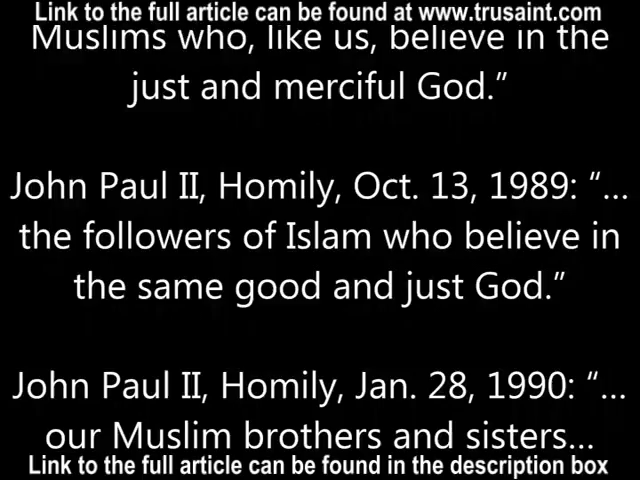 Link to the full article can be found at www.trusaint.com
Muslims who, like us, believe in the
just and merciful God.”
John Paul II, Homily, Oct. 13, 1989: “...
the followers of Islam who believe in
the same good and just God.”
John Paul II, Homily, Jan. 28, 1990: “...
our Muslim brothers and sisters...
Link to the full article can be found in the description box